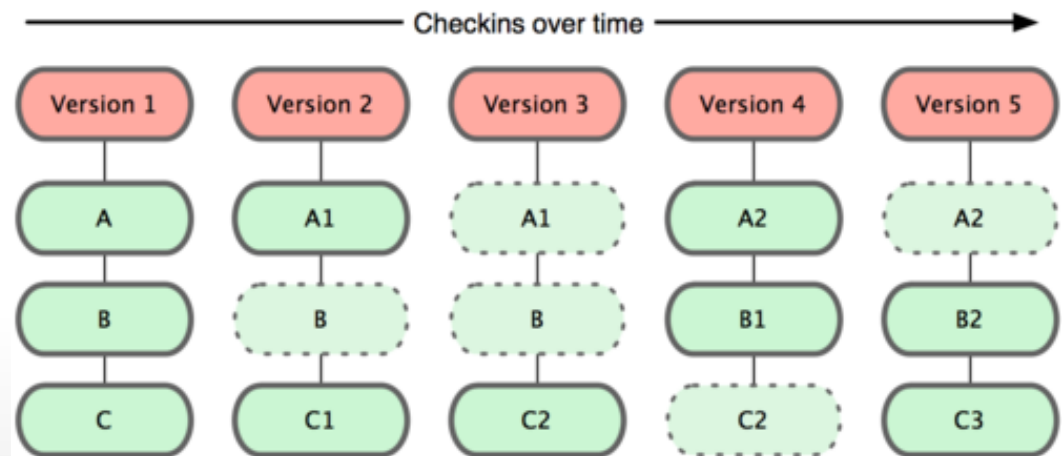 Checkins over time
Version 1 Version 2 Version 3 Version 4 Version 5
A A1 A1 A2 A2
B B B B1 B2
C C1 C2 C2 C3